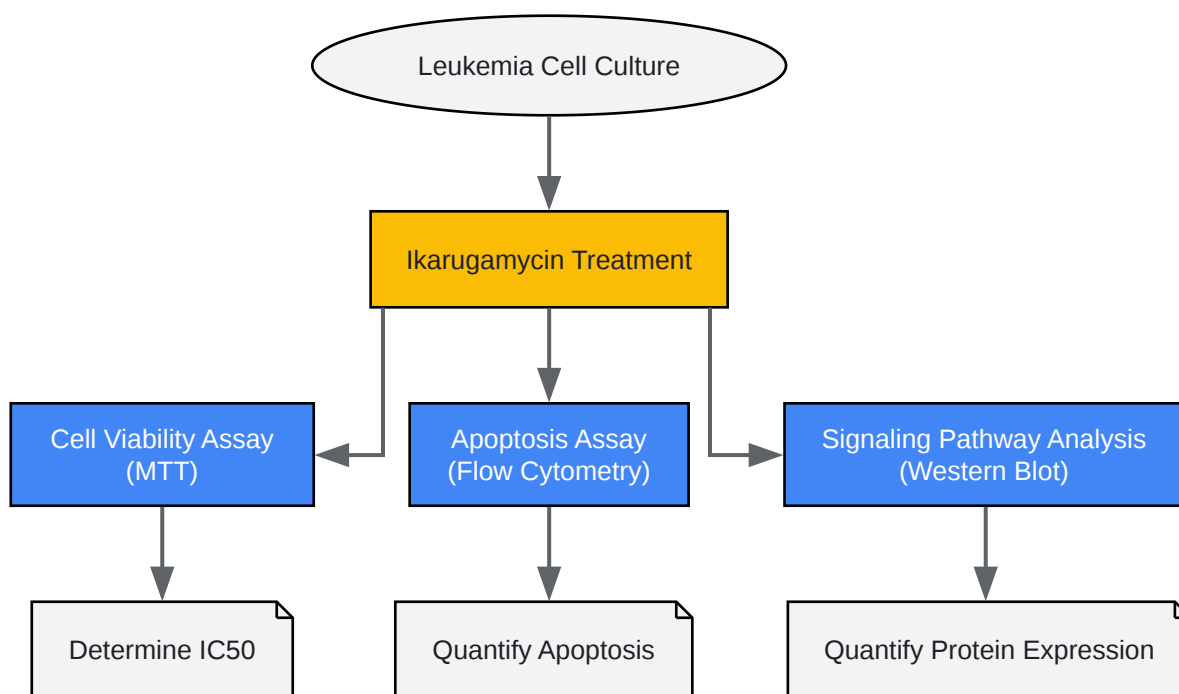 Leukemia Cell Culture
Ikarugamycin Treatment
Cell Viability Assay
(MTT)
Apoptosis Assay
(Flow Cytometry)
Signaling Pathway Analysis
(Western Blot)
Determine IC50
Quantify Apoptosis
Quantify Protein Expression